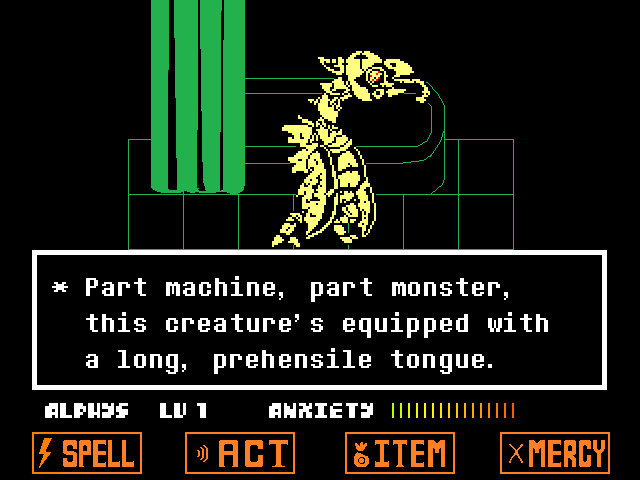 * Part machine, part monster,
this creature's equipped with
a long, prehensile tongue.
ALPHYS LV 1 ANXIETY
SPELL ACT ITEM MERCY